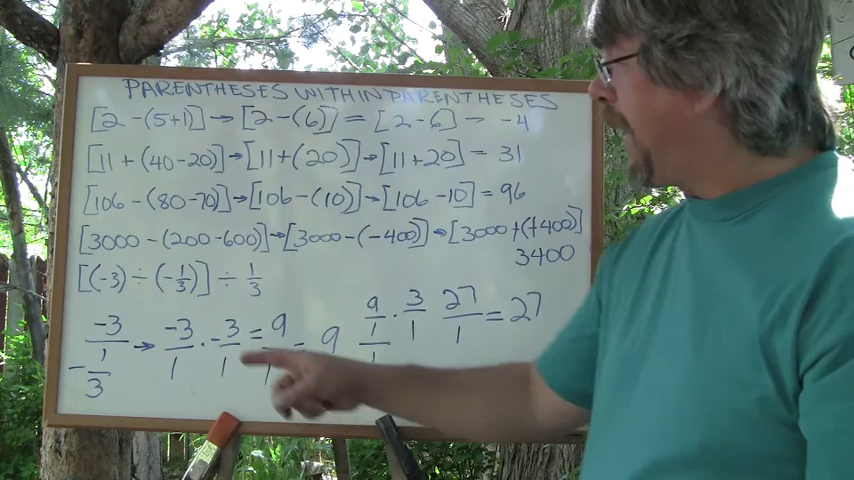 PARENTHESES WITHIN PARENTHESES
[2-(5+1)] → [2-(6)] = [2-6] → -4
[11+(40-20)] → [11+(20)] → [11+20] = 31
[106-(80-70)] → [106-(10)] → [106-10] = 96
[3000-(200-600)] → [3000-(-400)] → [3000+(+400)]
3400
[(-3)÷(-1/3)] ÷ 1/3
-3/-1/3 → -3/1 · -3/1 = 9/1 = 9 9/1 · 3/1 27/1 = 27